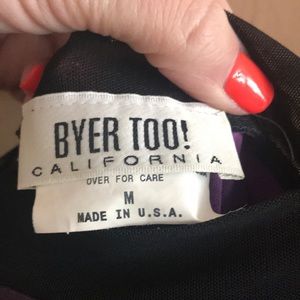 BYER TOO!
CALIFORNIA
OVER FOR CARE
M
MADE IN U.S.A.